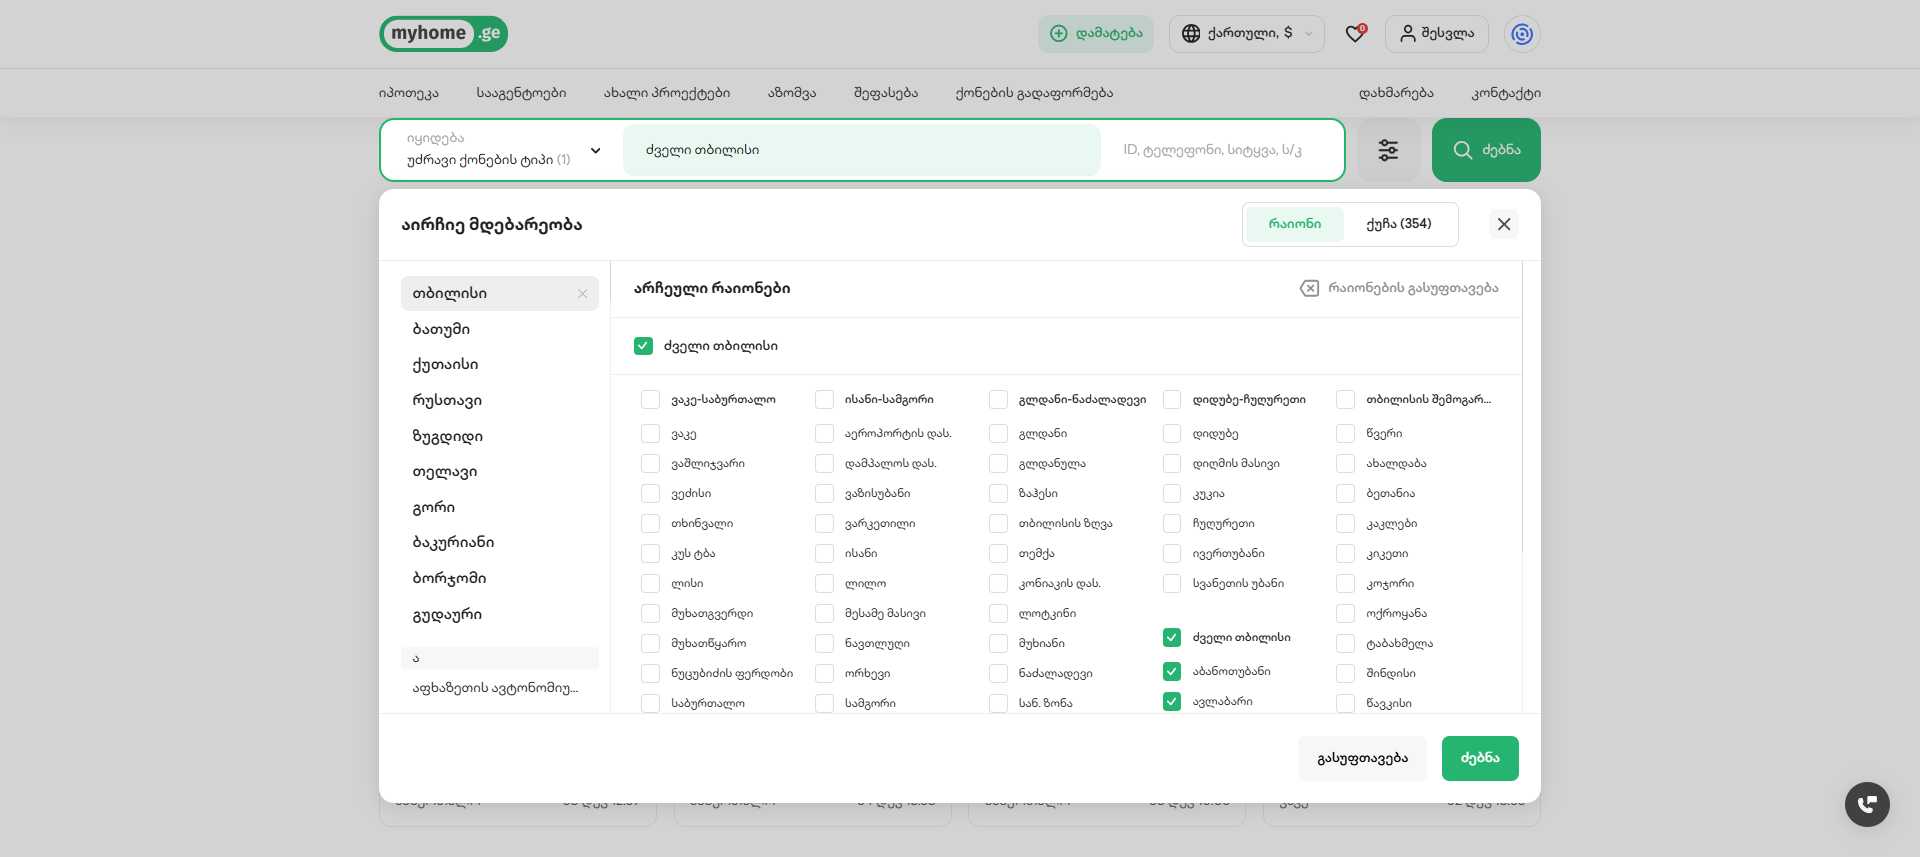 myhome .ge
დამატება
ქართული, $
0
შესვლა
იპოთეკა
სააგენტოები
ახალი პროექტები
აზომვა
შეფასება
ქონების გადაფორმება
დახმარება
კონტაქტი
იყიდება
უძრავი ქონების ტიპი (1)
ძველი თბილისი
ID, ტელეფონი, სიტყვა, ს/კ
ძებნა
აირჩიე მდებარეობა
რაიონი
ქუჩა (354)
თბილისი
ბათუმი
ქუთაისი
რუსთავი
ზუგდიდი
თელავი
გორი
ბაკურიანი
ბორჯომი
გუდაური
ა
აფხაზეთის ავტონომიუ...
არჩეული რაიონები
რაიონების გასუფთავება
ძველი თბილისი
ვაკე-საბურთალო
ვაკე
ვაშლიჯვარი
ვეძისი
თხინვალი
კუს ტბა
ლისი
მუხათგვერდი
მუხათწყარო
ნუცუბიძის ფერდობი
საბურთალო
ისანი-სამგორი
აეროპორტის დას.
დამპალოს დას.
ვაზისუბანი
ვარკეთილი
ისანი
ლილო
მესამე მასივი
ნავთლუღი
ორხევი
სამგორი
გლდანი-ნაძალადევი
გლდანი
გლდანულა
ზაჰესი
თბილისის ზღვა
თემქა
კონიაკის დას.
ლოტკინი
მუხიანი
ნაძალადევი
სან. ზონა
დიდუბე-ჩუღურეთი
დიდუბე
დიღმის მასივი
კუკია
ჩუღურეთი
ივერთუბანი
სვანეთის უბანი
ძველი თბილისი
აბანოთუბანი
ავლაბარი
თბილისის შემოგარ...
წვერი
ახალდაბა
ბეთანია
კაკლები
კიკეთი
კოჯორი
ოქროყანა
ტაბახმელა
შინდისი
წავკისი
გასუფთავება
ძებნა